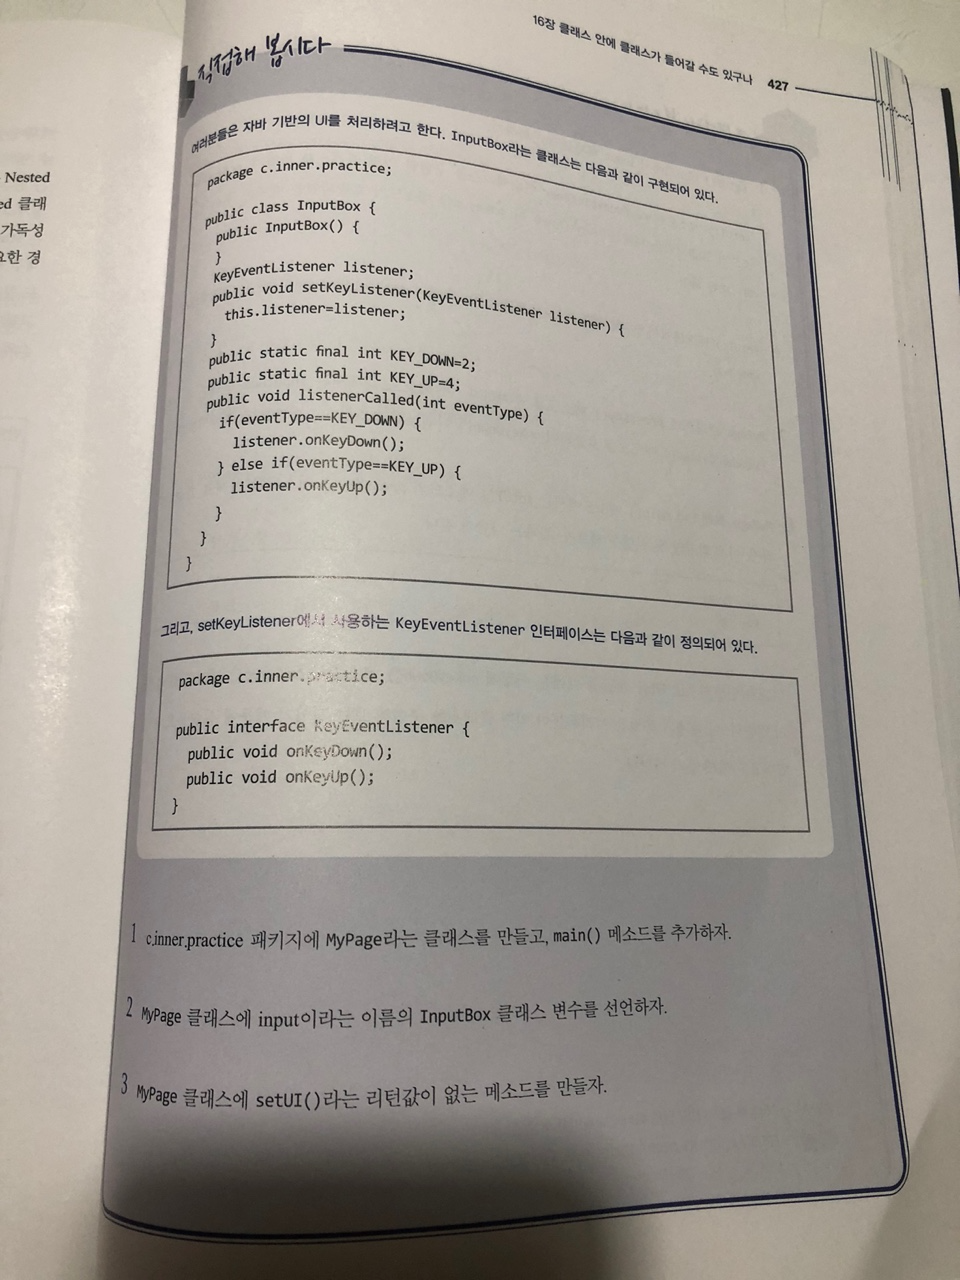 Nested
ed 클래
가독성
요한 경
16장 클래스 안에 클래스가 들어갈 수도 있구나 427
직접해 봅시다
여러분들은 자바 기반의 UI를 처리하려고 한다. InputBox라는 클래스는 다음과 같이 구현되어 있다.
package c.inner.practice;
public class InputBox {
public InputBox() {
}
KeyEventListener listener;
public void setKeyListener(KeyEventListener listener) {
this.listener=listener;
}
public static final int KEY_DOWN=2;
public static final int KEY_UP=4;
public void listenerCalled(int eventType) {
if(eventType==KEY_DOWN) {
listener.onKeyDown();
} else if(eventType==KEY_UP) {
listener.onKeyUp();
}
}
}
그리고, setKeyListener에서 사용하는 KeyEventListener 인터페이스는 다음과 같이 정의되어 있다.
package c.inner.practice;
public interface KeyEventListener {
public void onKeyDown();
public void onKeyUp();
}
1 c.inner.practice 패키지에 MyPage라는 클래스를 만들고, main() 메소드를 추가하자.
2 MyPage 클래스에 input이라는 이름의 InputBox 클래스 변수를 선언하자.
3 MyPage 클래스에 setUI()라는 리턴값이 없는 메소드를 만들자.